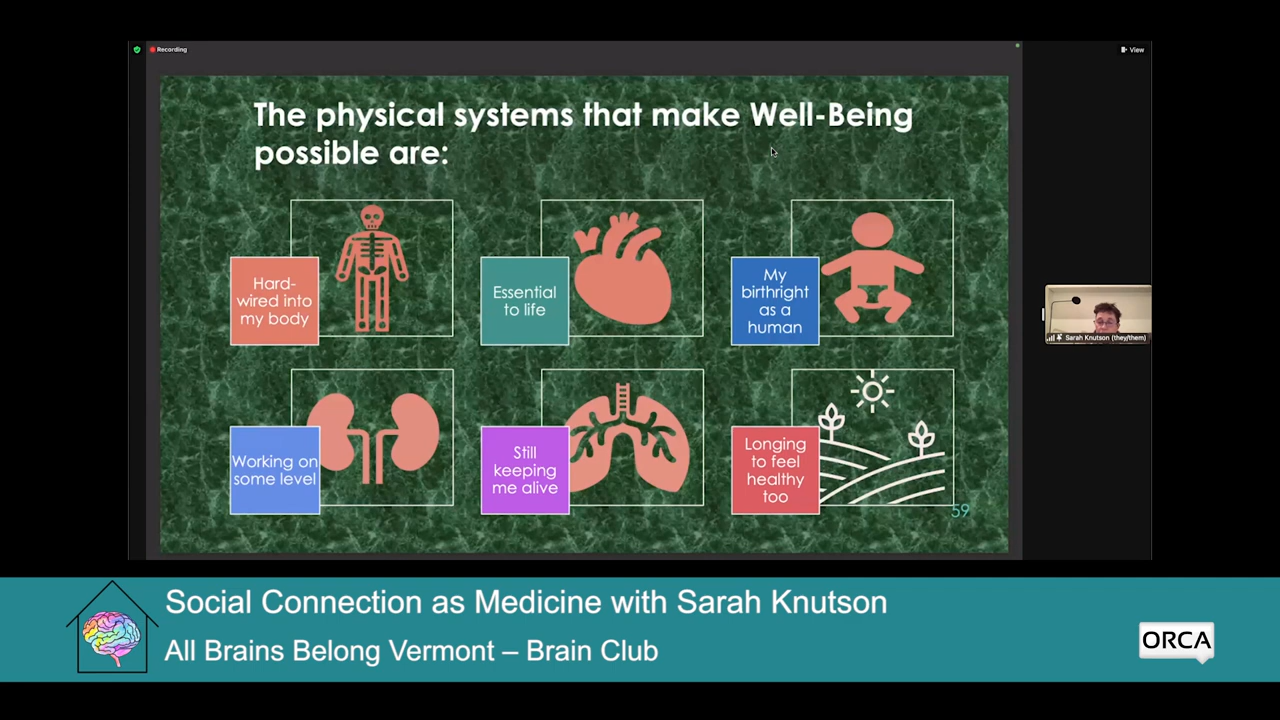 Recording
View
The physical systems that make Well-Being
possible are:
Hard-
wired into
my body
Essential
to life
My
birthright
as a
human
Working on
some level
Still
keeping
me alive
Longing
to feel
healthy
too
59
Sarah Knutson (they/them)
Social Connection as Medicine with Sarah Knutson
All Brains Belong Vermont – Brain Club
ORCA